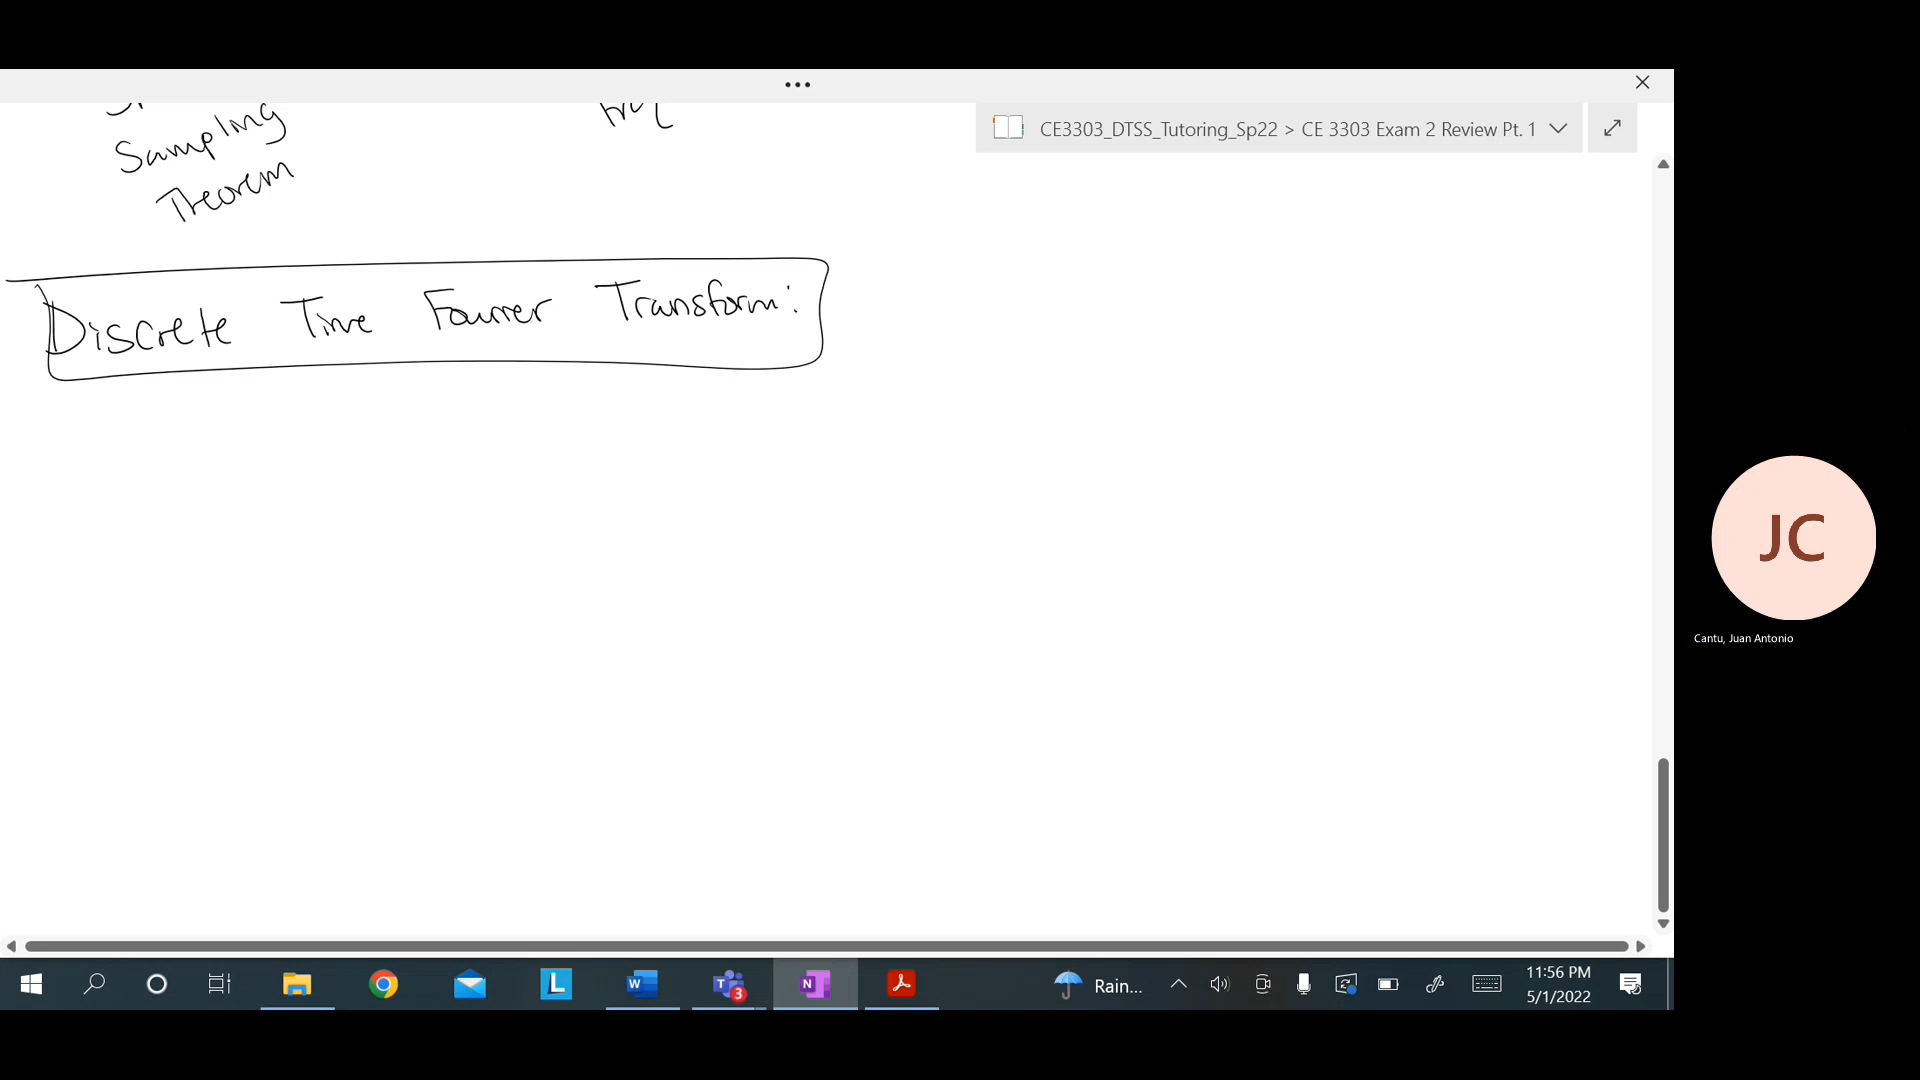 CE3303_DTSS_Tutoring_Sp22 > CE 3303 Exam 2 Review Pt. 1
Sampling
Theorem
Discrete Time Fourier Transform:
JC
Cantu, Juan Antonio
Rain...
11:56 PM
5/1/2022
3